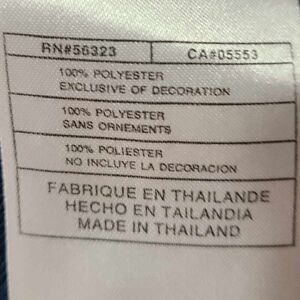 RN#56323 CA#05553
100% POLYESTER
EXCLUSIVE OF DECORATION
100% POLYESTER
SANS ORNEMENTS
100% POLIESTER
NO INCLUYE LA DECORACION
FABRIQUE EN THAILANDE
HECHO EN TAILANDIA
MADE IN THAILAND